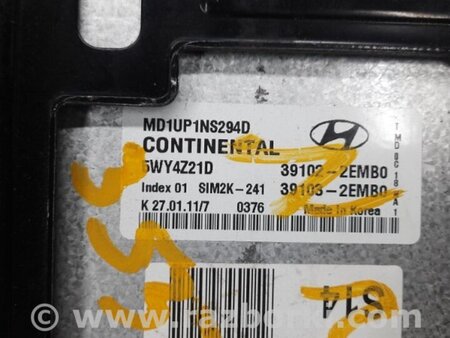 MD1UP1NS294D
CONTINENTAL
5WY4Z21D 39102-2EMB0
Index 01 SIM2K-241 39103-2EMB0
K 27.01.11/7 0376 Made In Korea
S14
© www.razborka.com